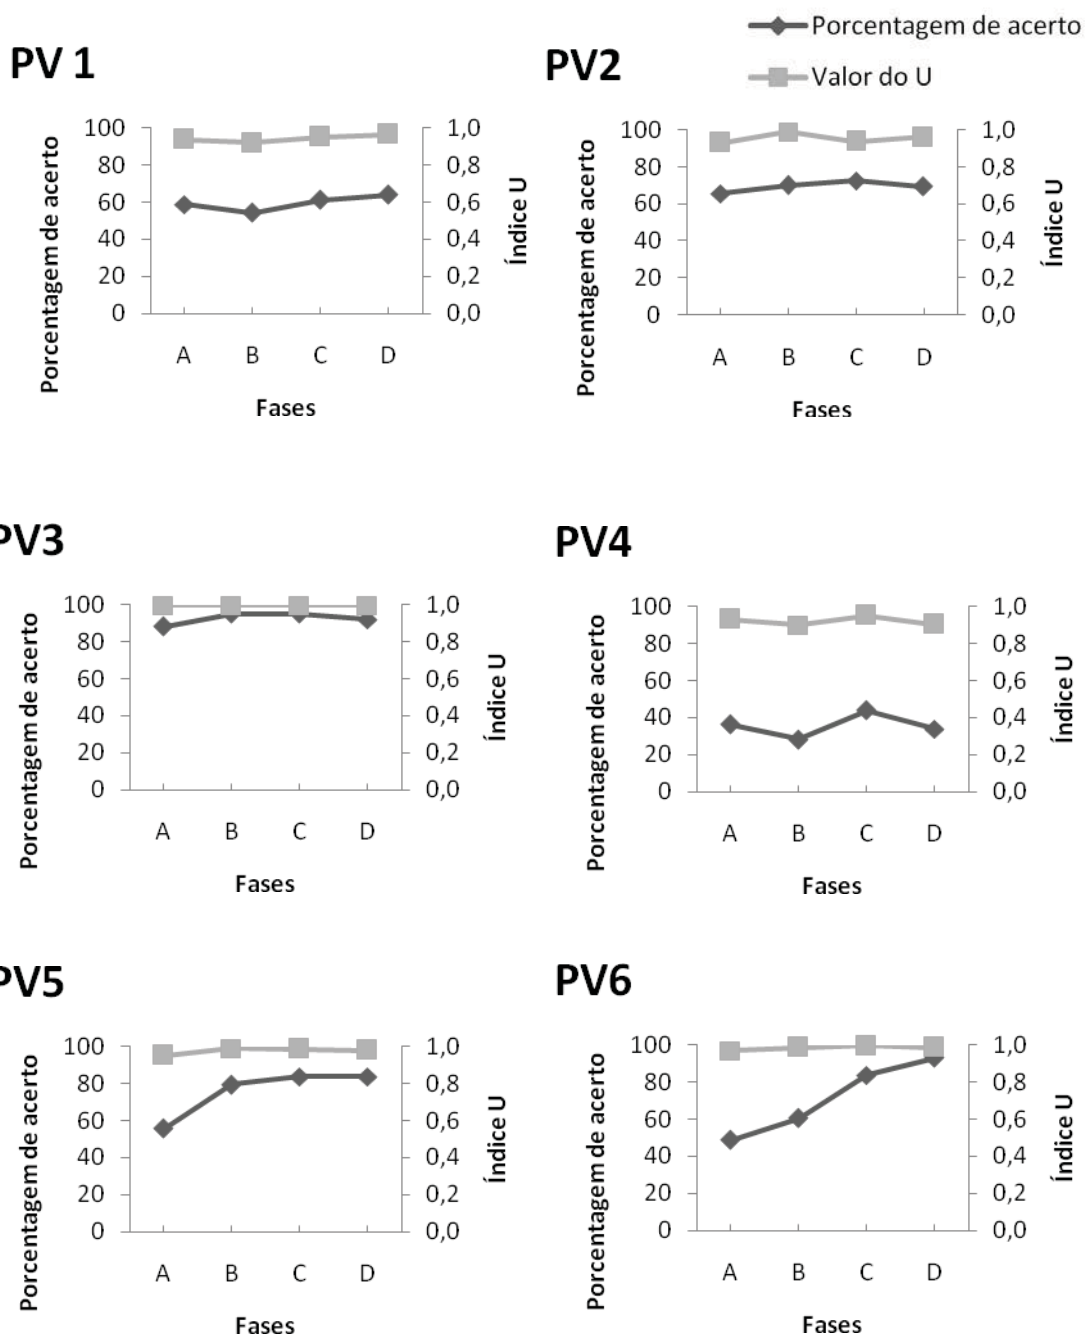 Porcentagem de acerto
Valor do U
PV 1
Porcentagem de acerto
100
80
60
40
20
0
1,0
0,8
0,6
0,4
0,2
0,0
Índice U
A B C D
Fases
PV2
Porcentagem de acerto
100
80
60
40
20
0
1,0
0,8
0,6
0,4
0,2
0,0
Índice U
A B C D
Fases
PV3
Porcentagem de acerto
100
80
60
40
20
0
1,0
0,8
0,6
0,4
0,2
0,0
Índice U
A B C D
Fases
PV4
Porcentagem de acerto
100
80
60
40
20
0
1,0
0,8
0,6
0,4
0,2
0,0
Índice U
A B C D
Fases
PV5
Porcentagem de acerto
100
80
60
40
20
0
1,0
0,8
0,6
0,4
0,2
0,0
Índice U
A B C D
Fases
PV6
Porcentagem de acerto
100
80
60
40
20
0
1,0
0,8
0,6
0,4
0,2
0,0
Índice U
A B C D
Fases